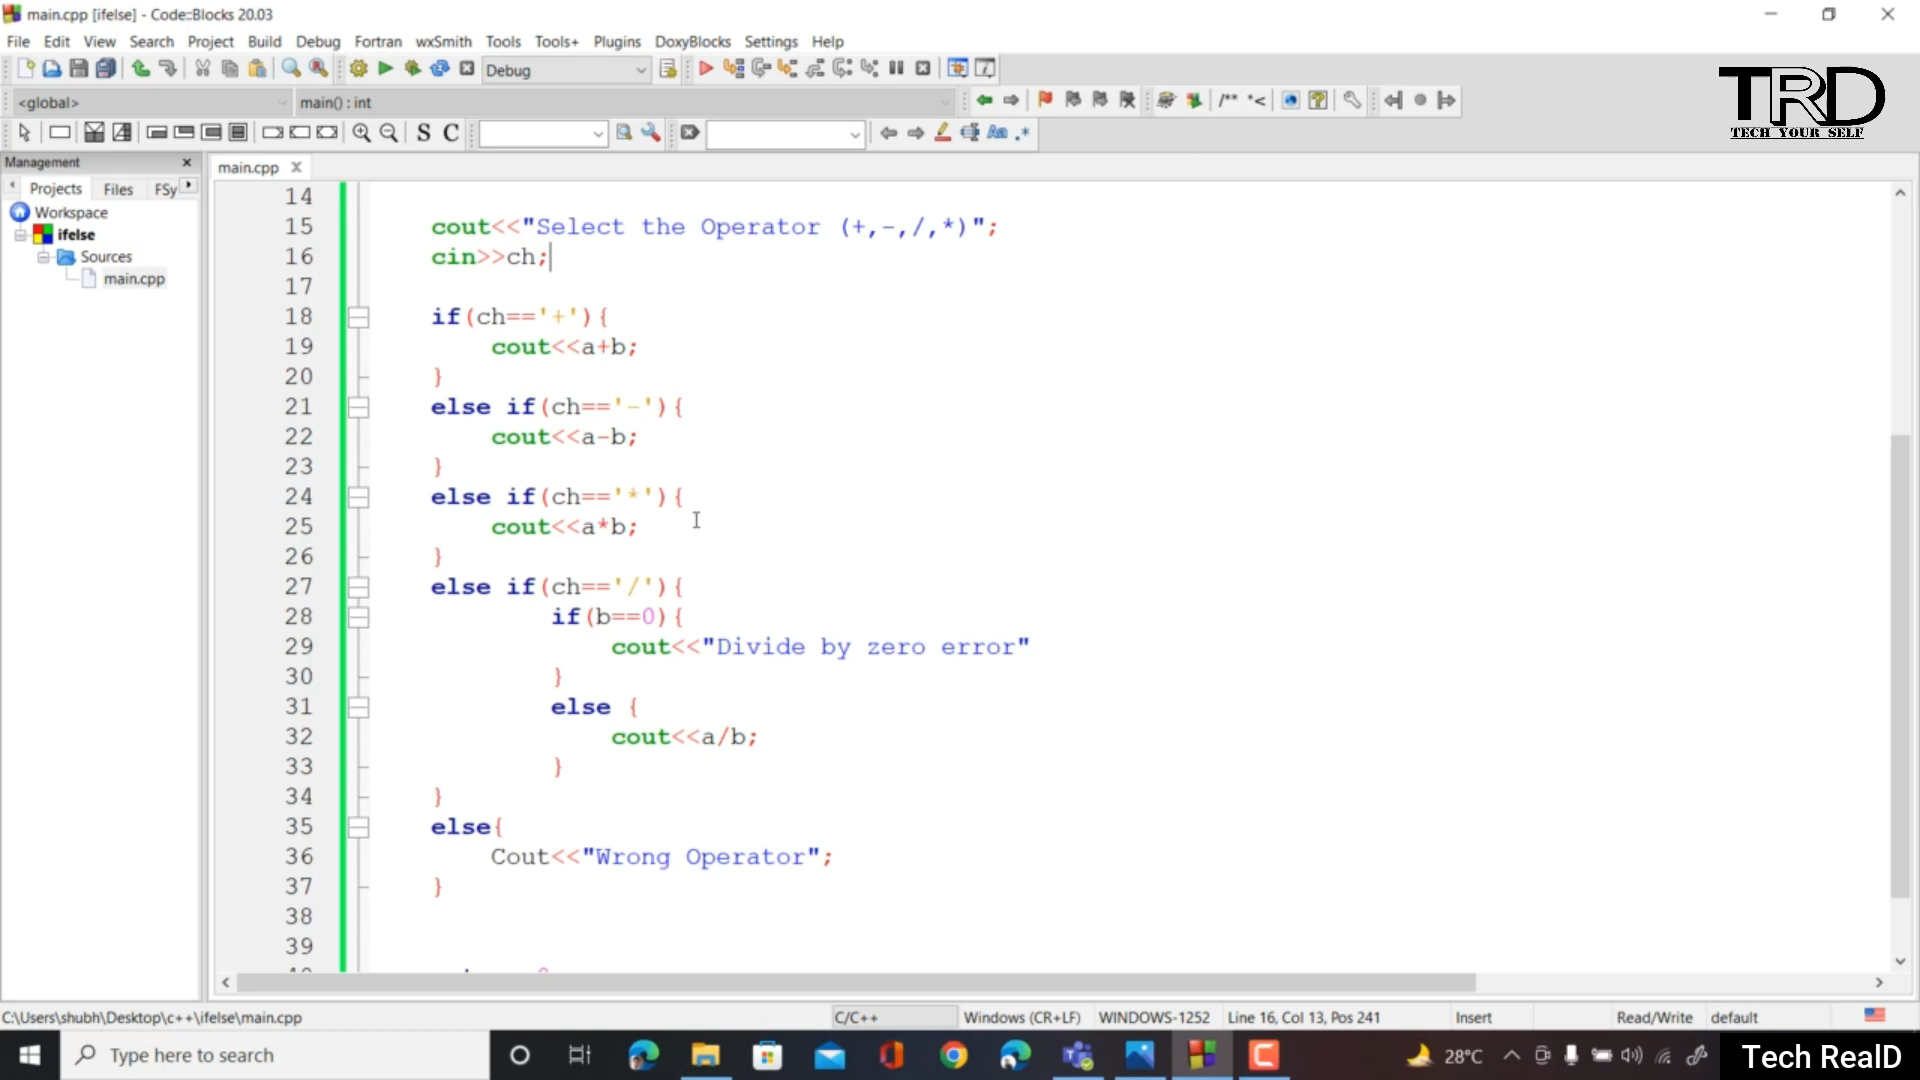 main.cpp [ifelse] - Code::Blocks 20.03
File Edit View Search Project Build Debug Fortran wxSmith Tools Tools+ Plugins DoxyBlocks Settings Help
Debug
<global> main() : int
/** *<
S C
Aa .*
TRD
TECH YOUR SELF
Management
Projects Files FSy
main.cpp
Workspace
ifelse
Sources
main.cpp
14
15 cout<<"Select the Operator (+,-,/,*)";
16 cin>>ch;
17
18 if(ch=='+'){
19 cout<<a+b;
20 }
21 else if(ch=='-'){
22 cout<<a-b;
23 }
24 else if(ch=='*'){
25 cout<<a*b;
26 }
27 else if(ch=='/'){
28 if(b==0){
29 cout<<"Divide by zero error"
30 }
31 else {
32 cout<<a/b;
33 }
34 }
35 else{
36 Cout<<"Wrong Operator";
37 }
38
39
C:\Users\shubh\Desktop\c++\ifelse\main.cpp C/C++ Windows (CR+LF) WINDOWS-1252 Line 16, Col 13, Pos 241 Insert Read/Write default
Type here to search 28°C Tech RealD